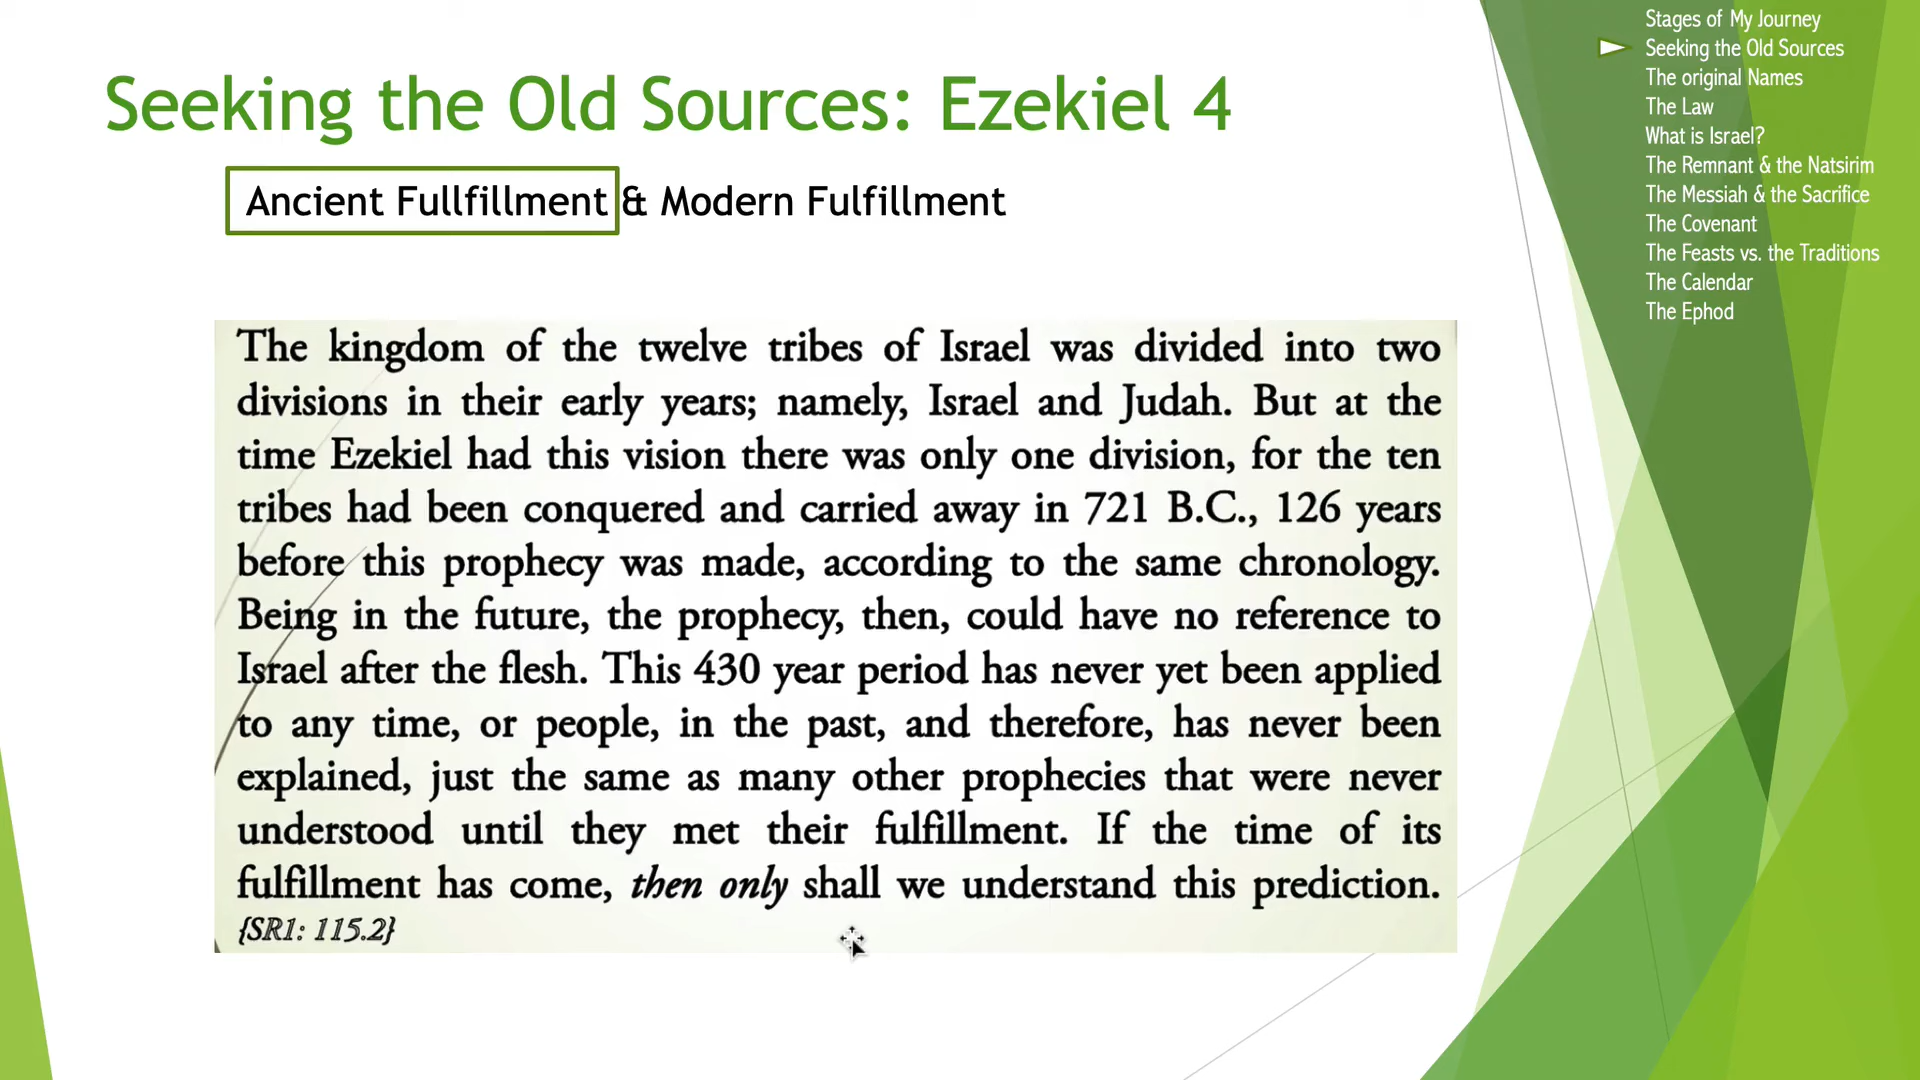 Seeking the Old Sources: Ezekiel 4
Ancient Fullfillment & Modern Fulfillment
The kingdom of the twelve tribes of Israel was divided into two
divisions in their early years; namely, Israel and Judah. But at the
time Ezekiel had this vision there was only one division, for the ten
tribes had been conquered and carried away in 721 B.C., 126 years
before this prophecy was made, according to the same chronology.
Being in the future, the prophecy, then, could have no reference to
Israel after the flesh. This 430 year period has never yet been applied
to any time, or people, in the past, and therefore, has never been
explained, just the same as many other prophecies that were never
understood until they met their fulfillment. If the time of its
fulfillment has come, then only shall we understand this prediction.
{SR1: 115.2}
Stages of My Journey
Seeking the Old Sources
The original Names
The Law
What is Israel?
The Remnant & the Natsirim
The Messiah & the Sacrifice
The Covenant
The Feasts vs. the Traditions
The Calendar
The Ephod